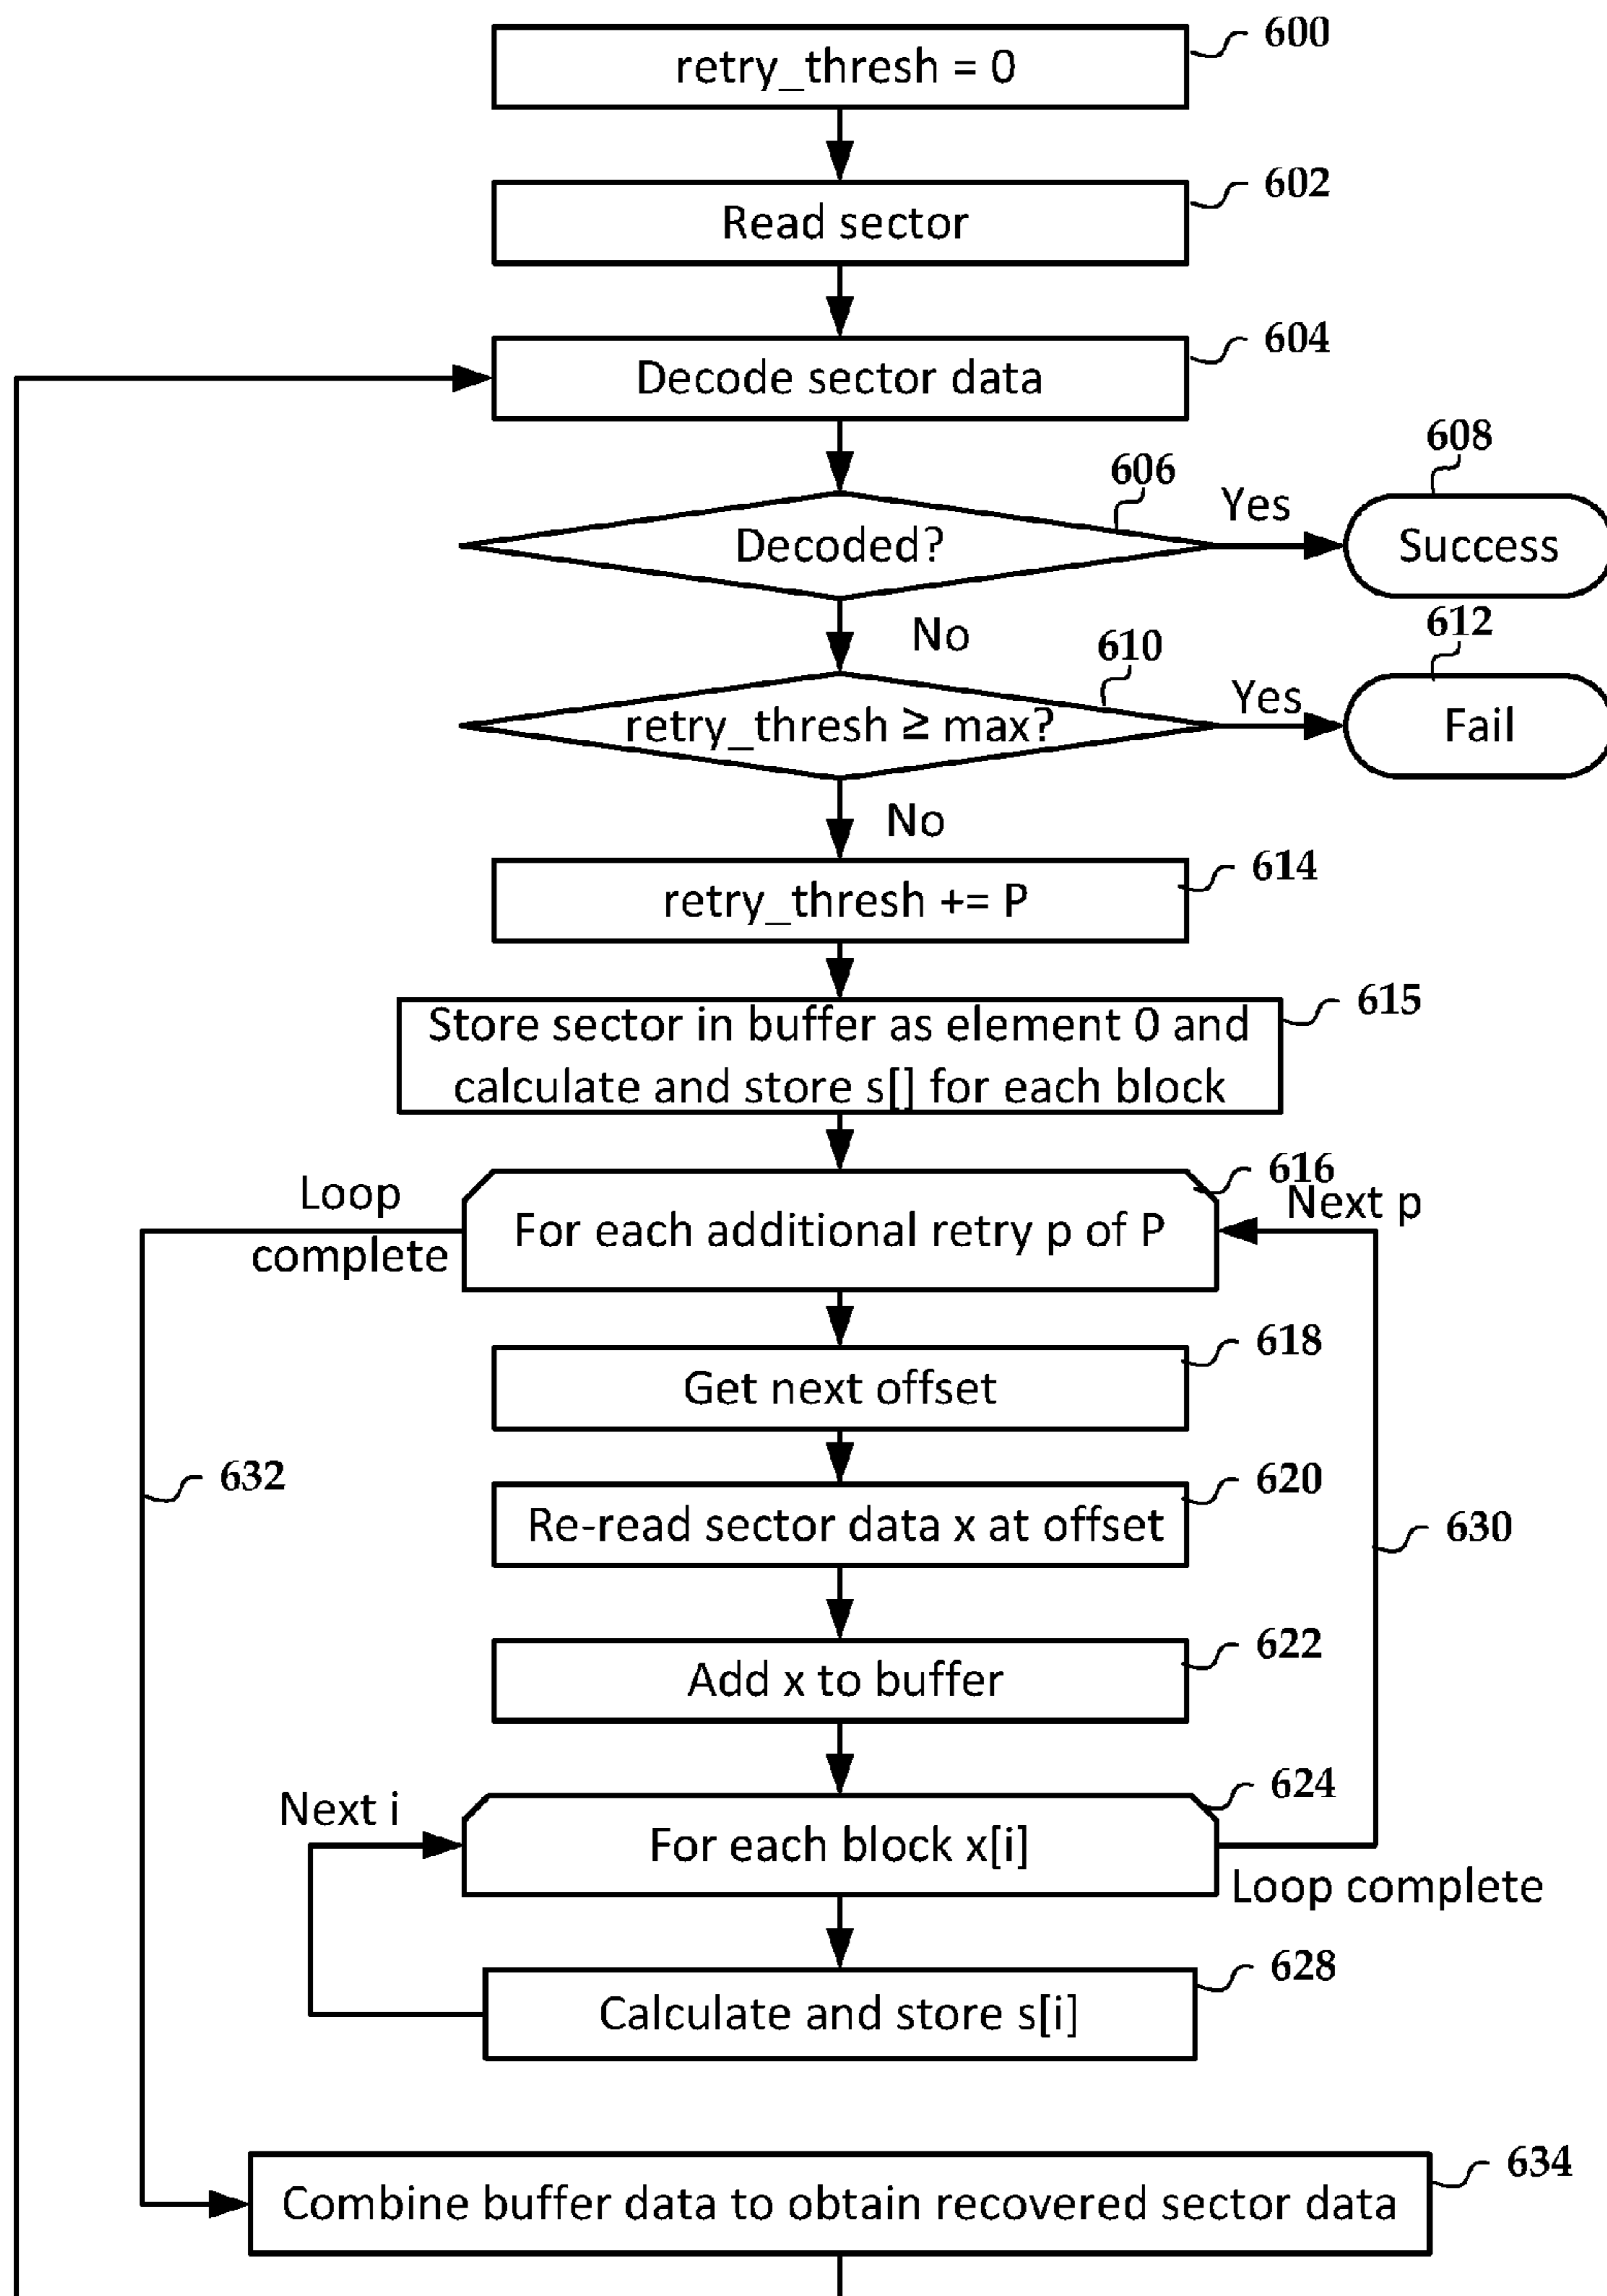 600
retry_thresh = 0
602
Read sector
604
Decode sector data
606
608
Decoded?
Yes
Success
No
610
612
retry_thresh ≥ max?
Yes
Fail
No
614
retry_thresh += P
615
Store sector in buffer as element 0 and
calculate and store s[] for each block
616
Loop
complete
For each additional retry p of P
Next p
618
Get next offset
620
Re-read sector data x at offset
632
630
622
Add x to buffer
624
Next i
For each block x[i]
Loop complete
628
Calculate and store s[i]
634
Combine buffer data to obtain recovered sector data